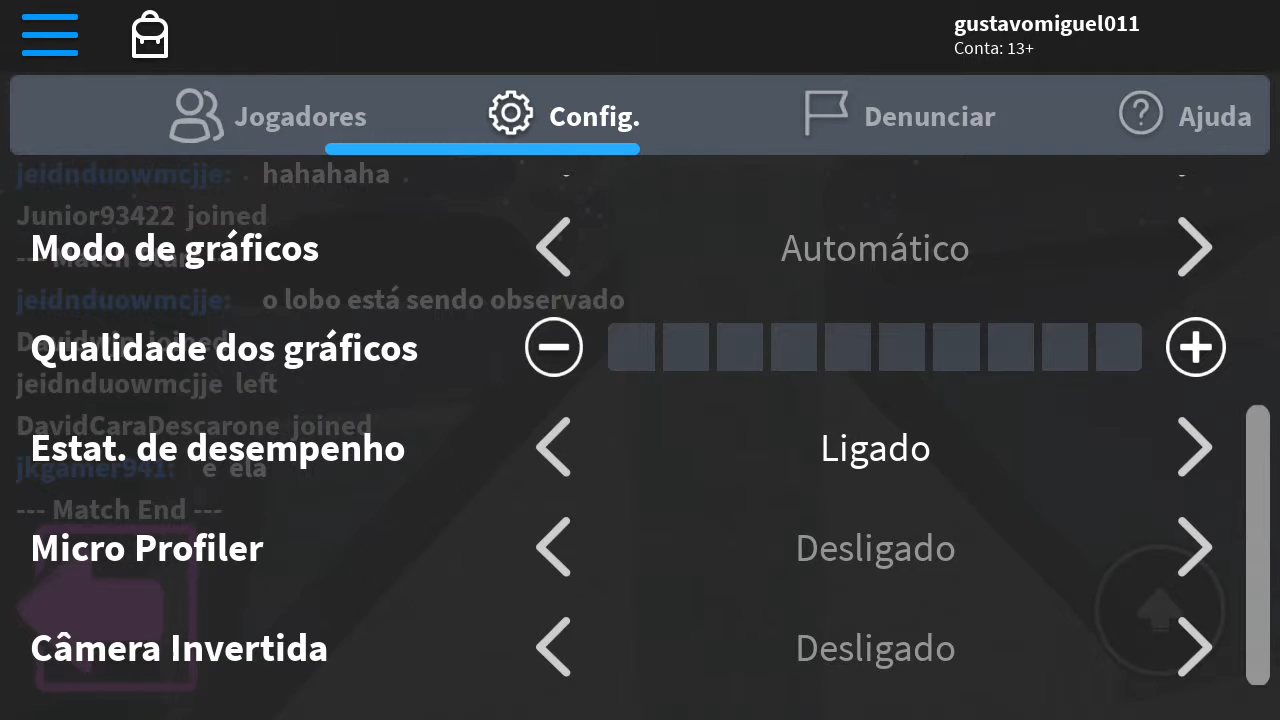 gustavomiguel011
Conta: 13+
Jogadores
Config.
Denunciar
Ajuda
jeidnduowmcjje: hahahaha
Junior93422 joined
Modo de gráficos
Automático
jeidnduowmcjje: o lobo está sendo observado
Qualidade dos gráficos
jeidnduowmcjje left
DavidCaraDescarone joined
Estat. de desempenho
Ligado
jkgamer941: e ela
--- Match End ---
Micro Profiler
Desligado
Câmera Invertida
Desligado